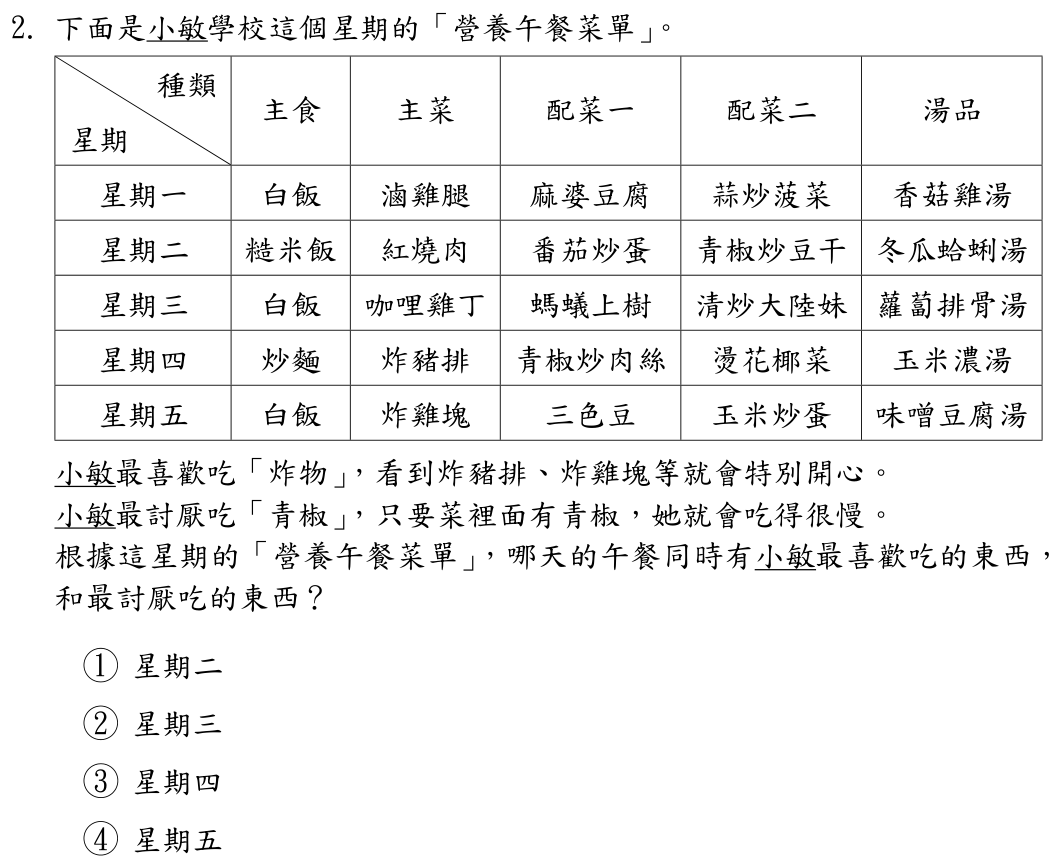 2. 下面是小敏學校這個星期的「營養午餐菜單」。
種類
星期
主食 主菜 配菜一 配菜二 湯品
星期一 白飯 滷雞腿 麻婆豆腐 蒜炒菠菜 香菇雞湯
星期二 糙米飯 紅燒肉 番茄炒蛋 青椒炒豆干 冬瓜蛤蜊湯
星期三 白飯 咖哩雞丁 螞蟻上樹 清炒大陸妹 蘿蔔排骨湯
星期四 炒麵 炸豬排 青椒炒肉絲 燙花椰菜 玉米濃湯
星期五 白飯 炸雞塊 三色豆 玉米炒蛋 味噌豆腐湯
小敏最喜歡吃「炸物」,看到炸豬排、炸雞塊等就會特別開心。
小敏最討厭吃「青椒」,只要菜裡面有青椒,她就會吃得很慢。
根據這星期的「營養午餐菜單」,哪天的午餐同時有小敏最喜歡吃的東西,
和最討厭吃的東西?
① 星期二
② 星期三
③ 星期四
④ 星期五